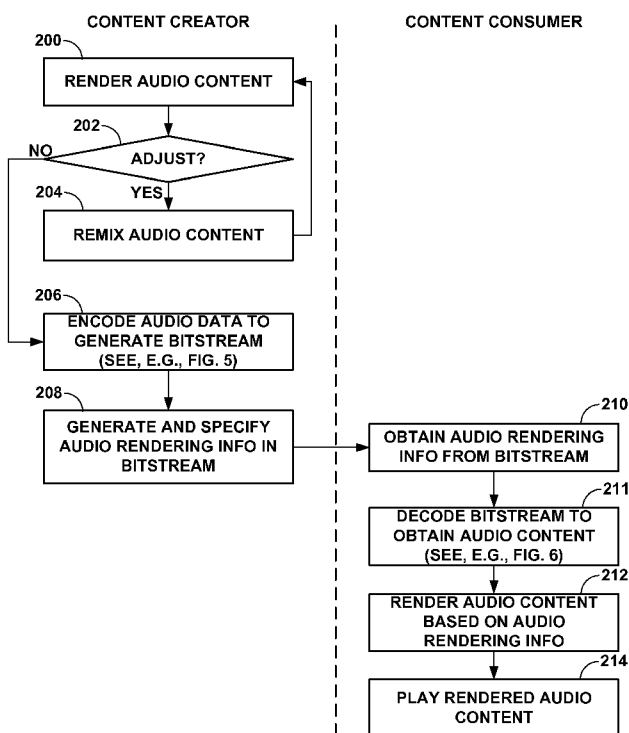 CONTENT CREATOR
CONTENT CONSUMER
200
RENDER AUDIO CONTENT
202
NO
ADJUST?
YES
204
REMIX AUDIO CONTENT
206
ENCODE AUDIO DATA TO
GENERATE BITSTREAM
(SEE, E.G., FIG. 5)
208
GENERATE AND SPECIFY
AUDIO RENDERING INFO IN
BITSTREAM
210
OBTAIN AUDIO RENDERING
INFO FROM BITSTREAM
211
DECODE BITSTREAM TO
OBTAIN AUDIO CONTENT
(SEE, E.G., FIG. 6)
212
RENDER AUDIO CONTENT
BASED ON AUDIO
RENDERING INFO
214
PLAY RENDERED AUDIO
CONTENT